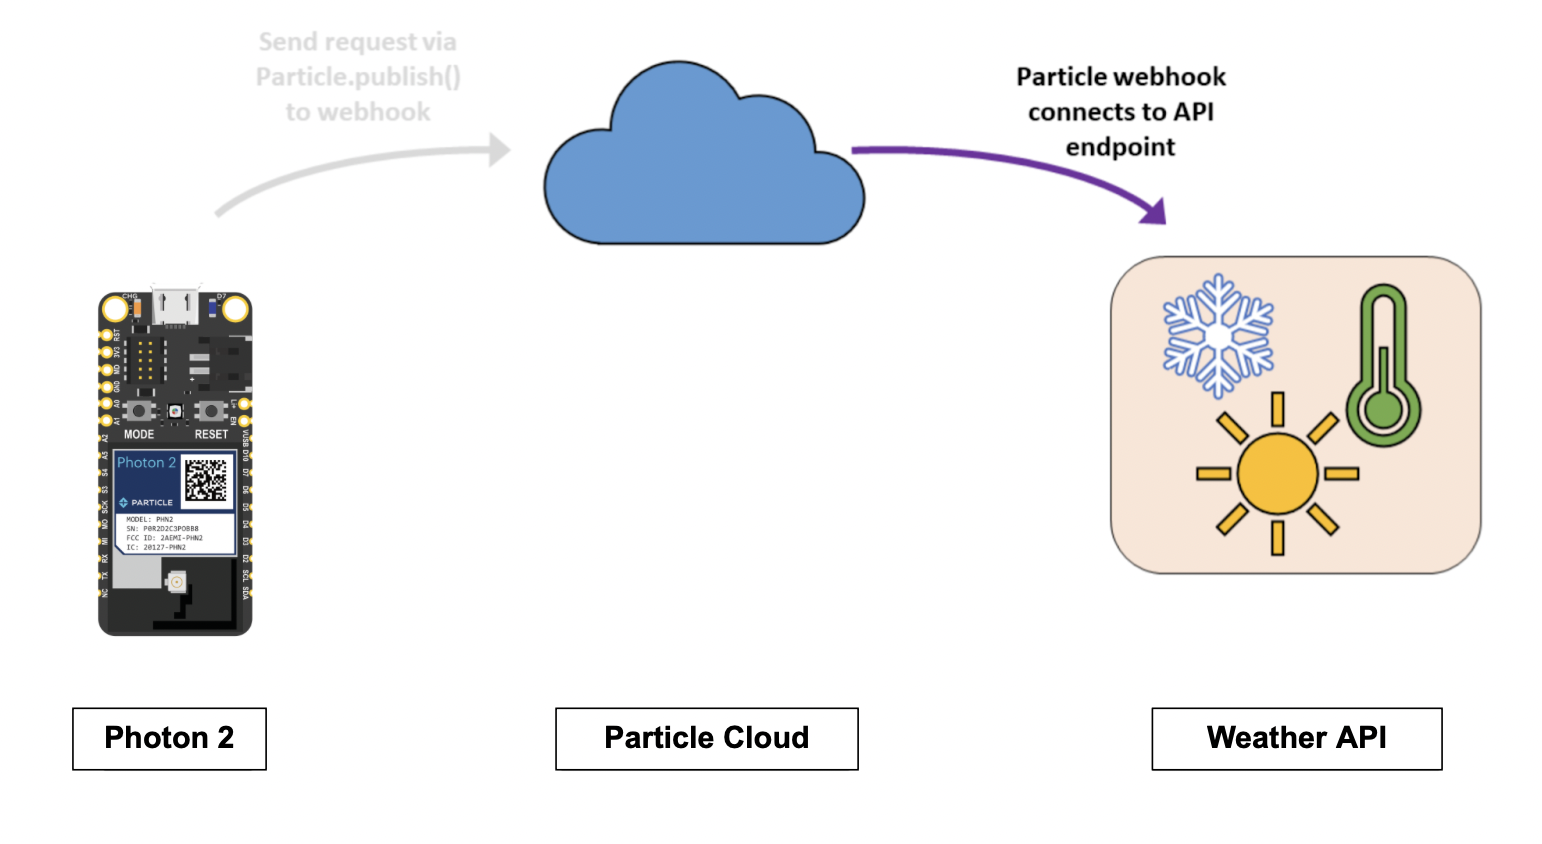 Send request via
Particle.publish()
to webhook
Particle webhook
connects to API
endpoint
CHG
D7
RST
3V3
MD
GND
A0
A1
A2
A5
S4
S3
SCK
MO
MI
RX
TX
NC
LI+
EN
VUSB
D10
D7
D6
D5
D4
D3
D2
SCL
SDA
+
MODE
RESET
Photon 2
PARTICLE
MODEL: PHN2
SN: P0R2D2C3POBB8
FCC ID: 2AEMI-PHN2
IC: 20127-PHN2
Photon 2
Particle Cloud
Weather API